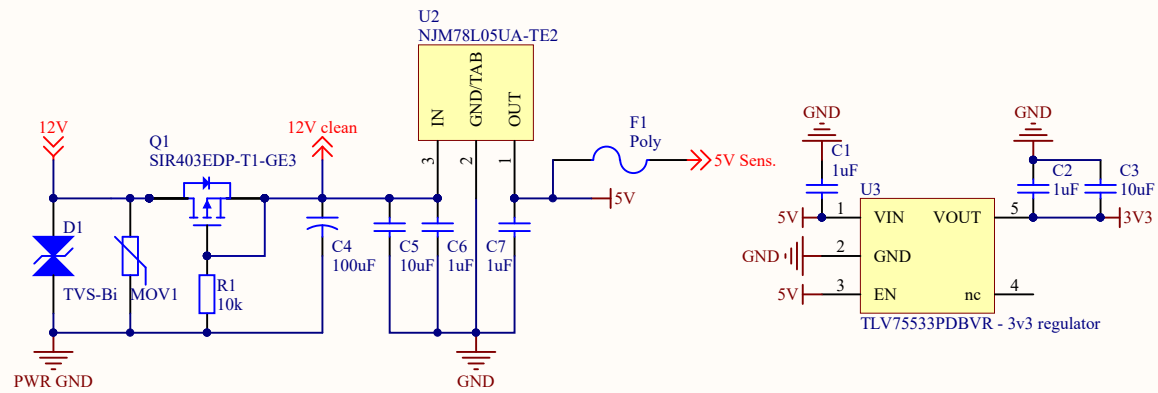 U2
NJM78L05UA-TE2
IN
GND/TAB
OUT
3
2
1
12V
Q1
SIR403EDP-T1-GE3
12V clean
F1
Poly
5V Sens.
5V
D1
TVS-Bi
MOV1
R1
10k
C4
100uF
C5
10uF
C6
1uF
C7
1uF
PWR GND
GND
GND
C1
1uF
U3
5V
1
VIN
VOUT
5
GND
2
GND
5V
3
EN
nc
4
TLV75533PDBVR - 3v3 regulator
GND
C2
1uF
C3
10uF
3V3